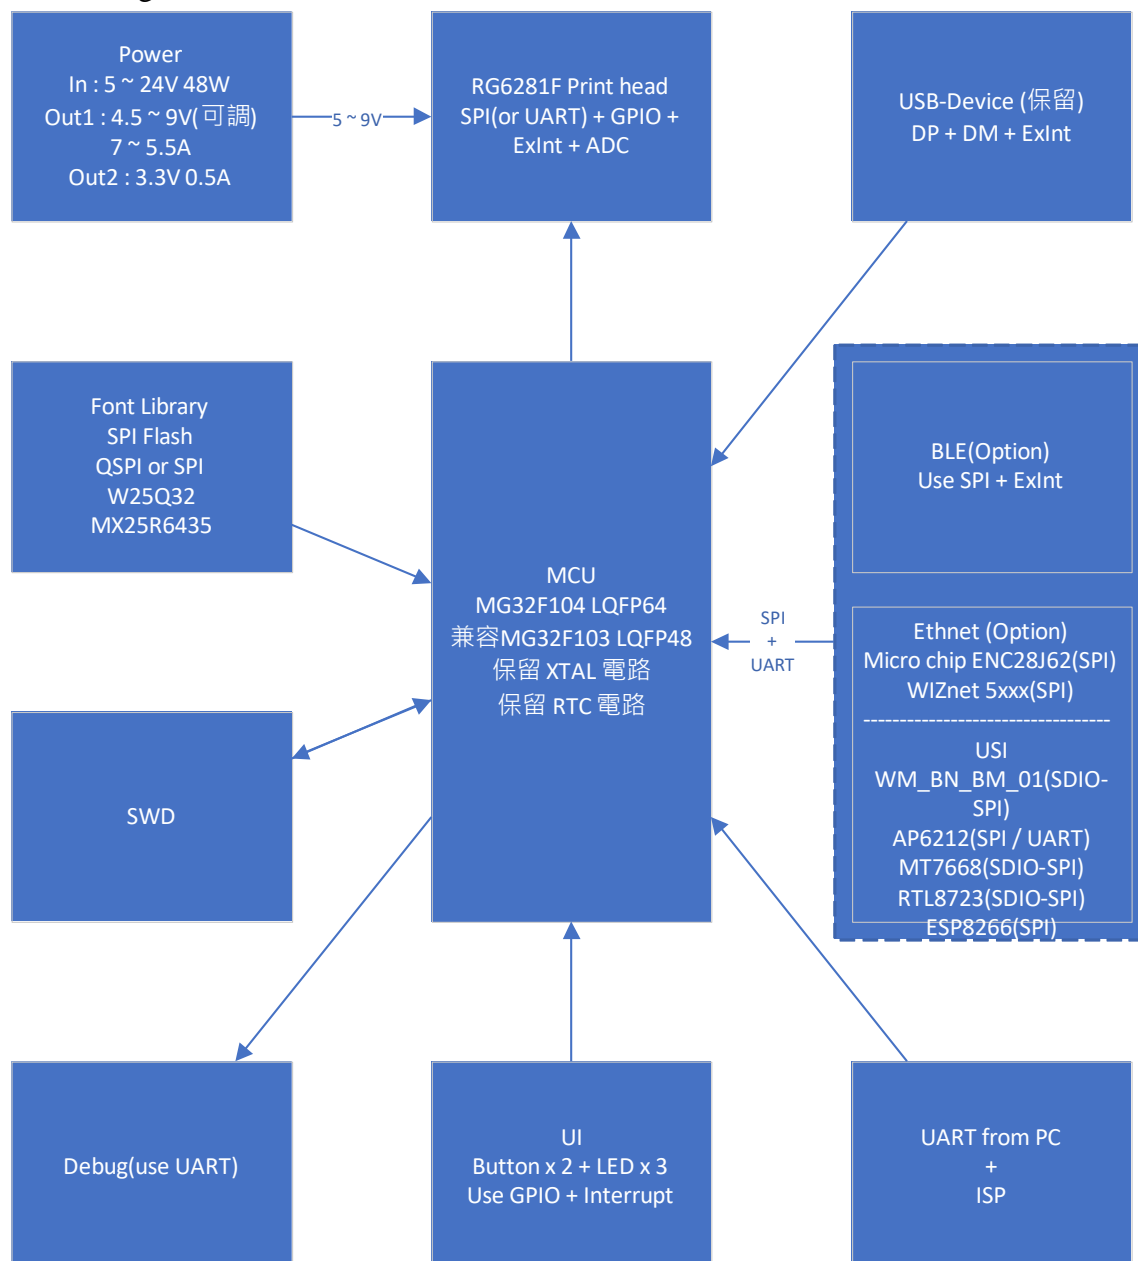 Power
In : 5 ~ 24V 48W
Out1 : 4.5 ~ 9V(可調)
7 ~ 5.5A
Out2 : 3.3V 0.5A
5 ~ 9V
RG6281F Print head
SPI(or UART) + GPIO +
ExInt + ADC
USB-Device (保留)
DP + DM + ExInt
Font Library
SPI Flash
QSPI or SPI
W25Q32
MX25R6435
MCU
MG32F104 LQFP64
兼容MG32F103 LQFP48
保留 XTAL 電路
保留 RTC 電路
SPI
+
UART
BLE(Option)
Use SPI + ExInt
Ethnet (Option)
Micro chip ENC28J62(SPI)
WIZnet 5xxx(SPI)
----------------------------------
USI
WM_BN_BM_01(SDIO-
SPI)
AP6212(SPI / UART)
MT7668(SDIO-SPI)
RTL8723(SDIO-SPI)
ESP8266(SPI)
SWD
Debug(use UART)
UI
Button x 2 + LED x 3
Use GPIO + Interrupt
UART from PC
+
ISP